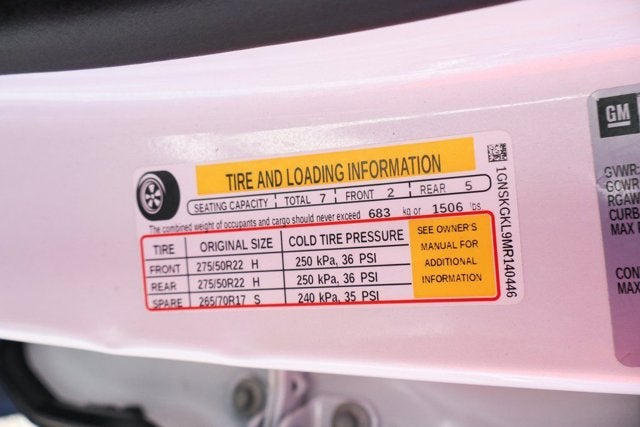 TIRE AND LOADING INFORMATION
SEATING CAPACITY TOTAL 7 FRONT 2 REAR 5
The combined weight of occupants and cargo should never exceed 683 kg or 1506 lbs
TIRE ORIGINAL SIZE COLD TIRE PRESSURE
FRONT 275/50R22 H 250 kPa, 36 PSI
REAR 275/50R22 H 250 kPa, 36 PSI
SPARE 265/70R17 S 240 kPa, 35 PSI
SEE OWNER'S
MANUAL FOR
ADDITIONAL
INFORMATION
1GNSKGKL9MR140446
GM
GVWR:
GCWR
RGAW
CURB
MAX P
CON
MAX